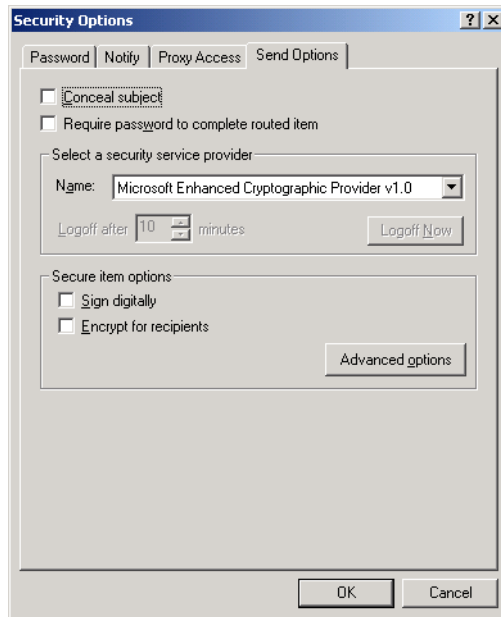 Security Options
Password Notify Proxy Access Send Options
Conceal subject
Require password to complete routed item
Select a security service provider
Name: Microsoft Enhanced Cryptographic Provider v1.0
Logoff after 10 minutes Logoff Now
Secure item options
Sign digitally
Encrypt for recipients
Advanced options
OK Cancel